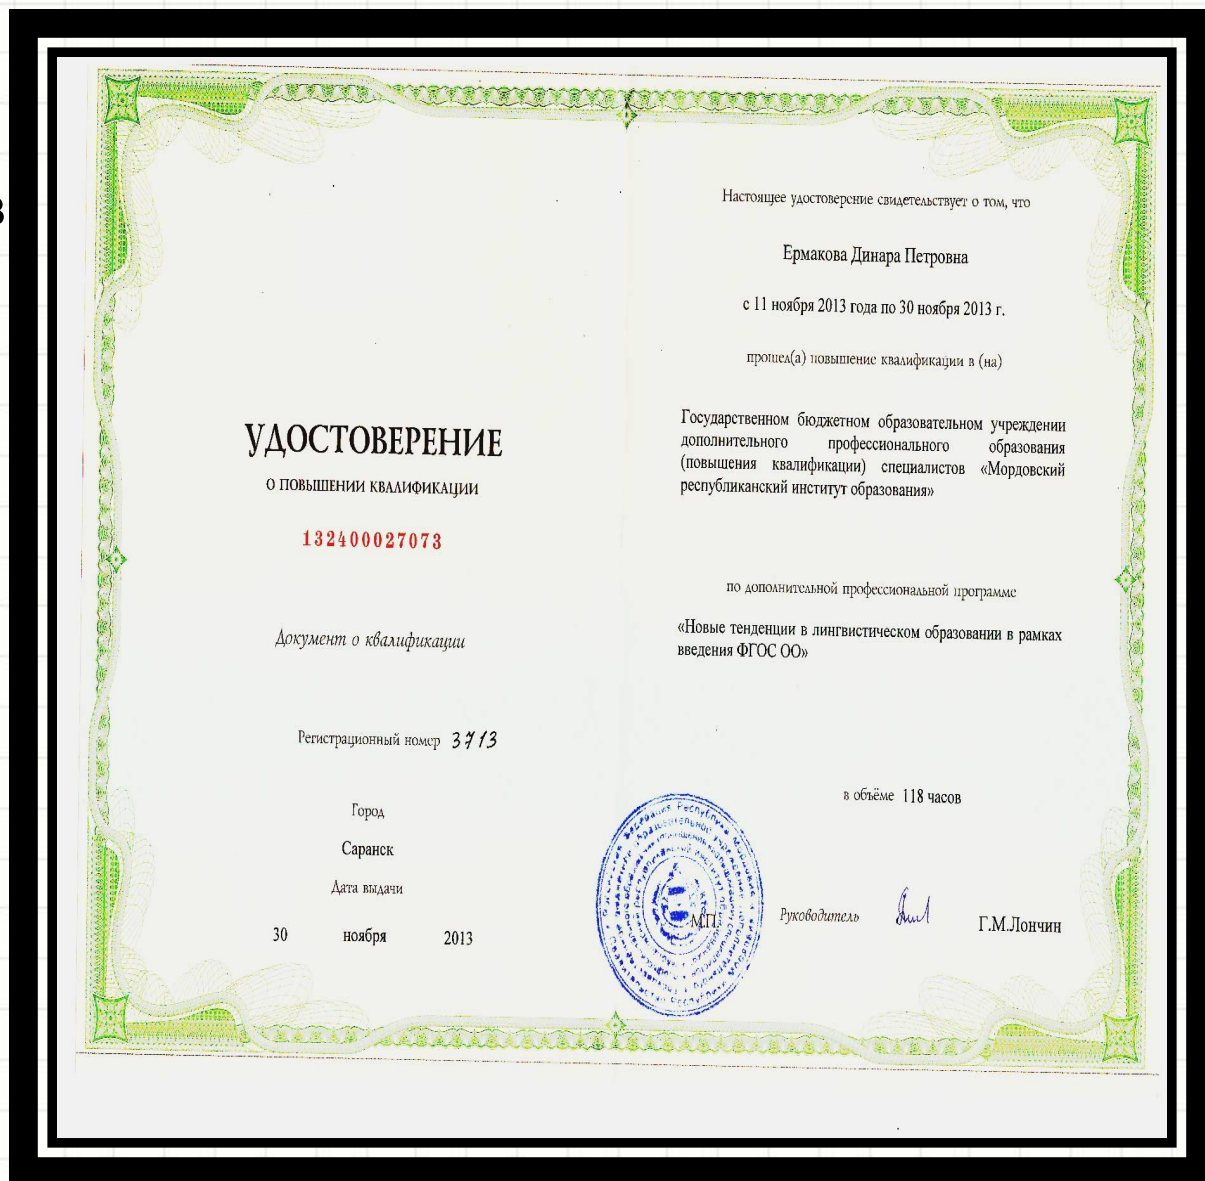 УДОСТОВЕРЕНИЕ
О ПОВЫШЕНИИ КВАЛИФИКАЦИИ
132400027073
Документ о квалификации
Регистрационный номер 3713
Город
Саранск
Дата выдачи
30 ноября 2013
Настоящее удостоверение свидетельствует о том, что
Ермакова Динара Петровна
с 11 ноября 2013 года по 30 ноября 2013 г.
прошел(а) повышение квалификации в (на)
Государственном бюджетном образовательном учреждении
дополнительного профессионального образования
(повышения квалификации) специалистов «Мордовский
республиканский институт образования»
по дополнительной профессиональной программе
«Новые тенденции в лингвистическом образовании в рамках
введения ФГОС ОО»
в объёме 118 часов
М.П.
Руководитель
Г.М.Лончин